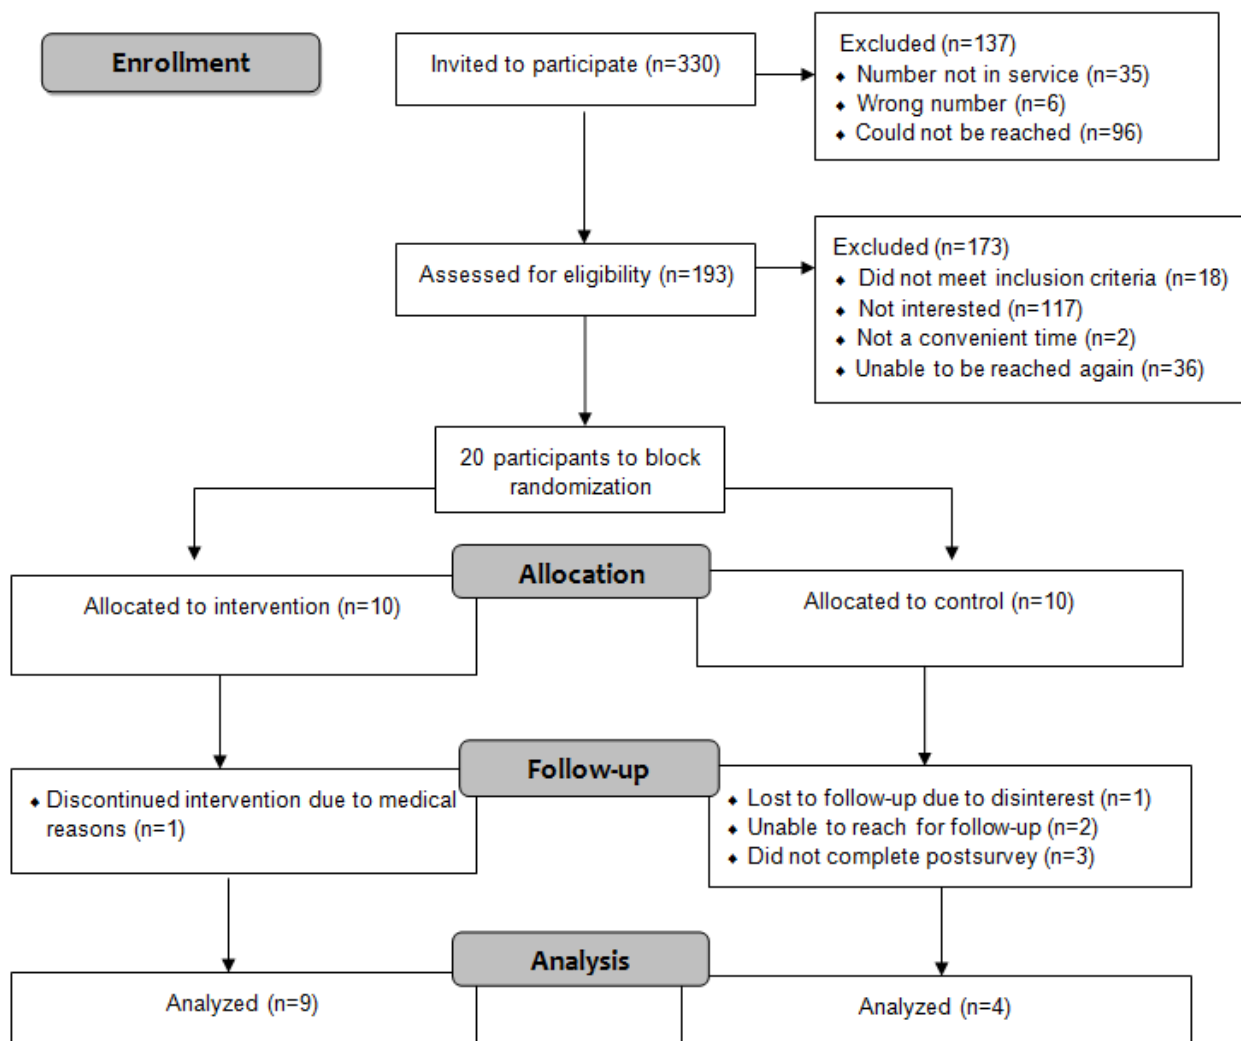 Enrollment
Invited to participate (n=330)
Excluded (n=137)
⬥ Number not in service (n=35)
⬥ Wrong number (n=6)
⬥ Could not be reached (n=96)
Assessed for eligibility (n=193)
Excluded (n=173)
⬥ Did not meet inclusion criteria (n=18)
⬥ Not interested (n=117)
⬥ Not a convenient time (n=2)
⬥ Unable to be reached again (n=36)
20 participants to block
randomization
Allocation
Allocated to intervention (n=10)
Allocated to control (n=10)
Follow-up
⬥ Discontinued intervention due to medical
reasons (n=1)
⬥ Lost to follow-up due to disinterest (n=1)
⬥ Unable to reach for follow-up (n=2)
⬥ Did not complete postsurvey (n=3)
Analysis
Analyzed (n=9)
Analyzed (n=4)